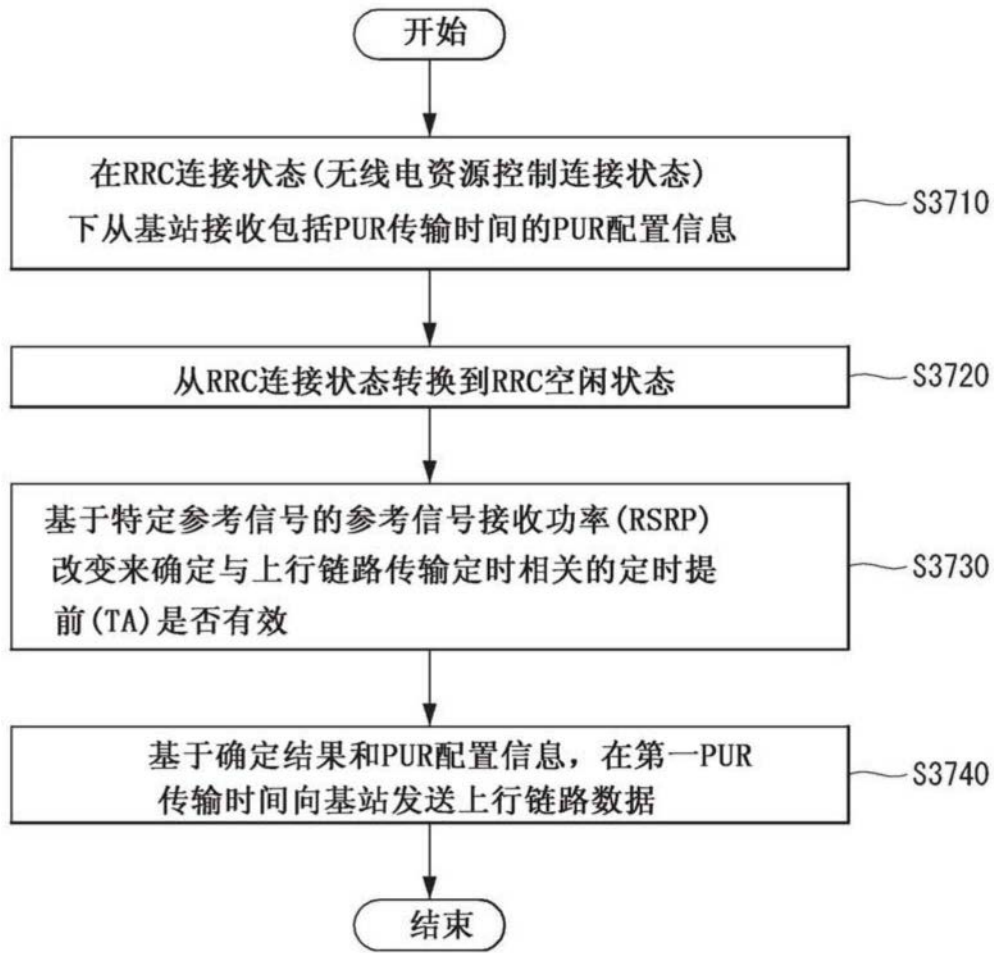 开始
在RRC连接状态(无线电资源控制连接状态)
下从基站接收包括PUR传输时间的PUR配置信息
S3710
从RRC连接状态转换到RRC空闲状态
S3720
基于特定参考信号的参考信号接收功率(RSRP)
改变来确定与上行链路传输定时相关的定时提
前(TA)是否有效
S3730
基于确定结果和PUR配置信息，在第一PUR
传输时间向基站发送上行链路数据
S3740
结束